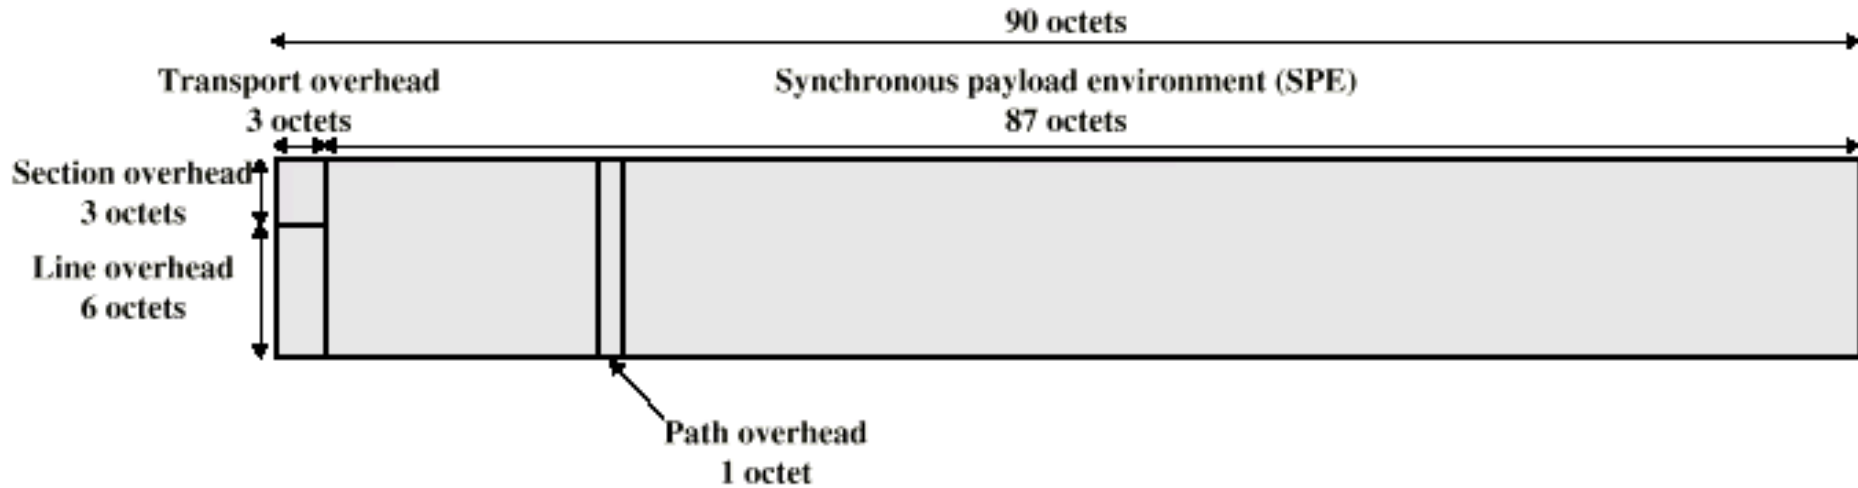 90 octets
Transport overhead
3 octets
Synchronous payload environment (SPE)
87 octets
Section overhead
3 octets
Line overhead
6 octets
Path overhead
1 octet